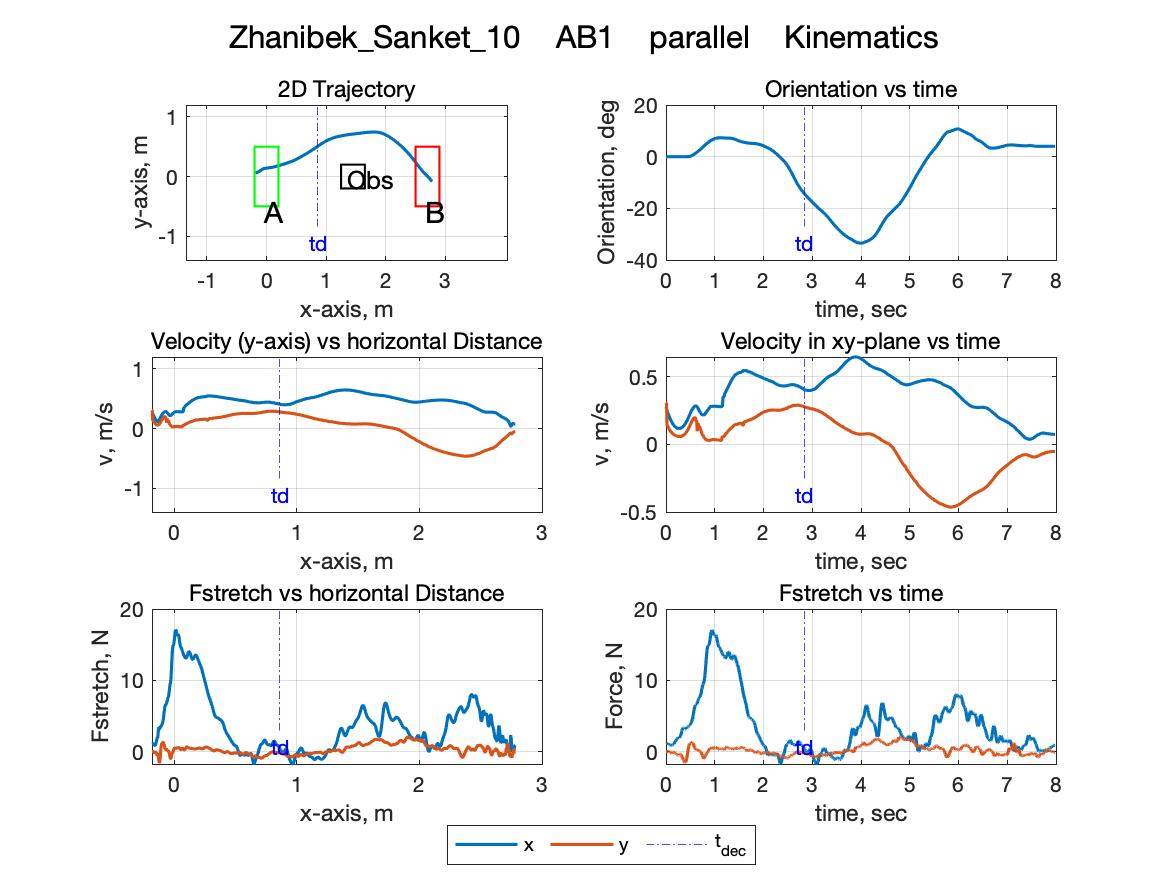 Zhanibek_Sanket_10 AB1 parallel Kinematics
2D Trajectory
y-axis, m
1
0
-1
A
Obs
B
td
-1 0 1 2 3
x-axis, m
Orientation vs time
Orientation, deg
20
0
-20
-40
td
0 1 2 3 4 5 6 7 8
time, sec
Velocity (y-axis) vs horizontal Distance
v, m/s
1
0
-1
td
0 1 2 3
x-axis, m
Velocity in xy-plane vs time
v, m/s
0.5
0
-0.5
td
0 1 2 3 4 5 6 7 8
time, sec
Fstretch vs horizontal Distance
Fstretch, N
20
10
0
td
0 1 2 3
x-axis, m
Fstretch vs time
Force, N
20
10
0
td
0 1 2 3 4 5 6 7 8
time, sec
x y tdec